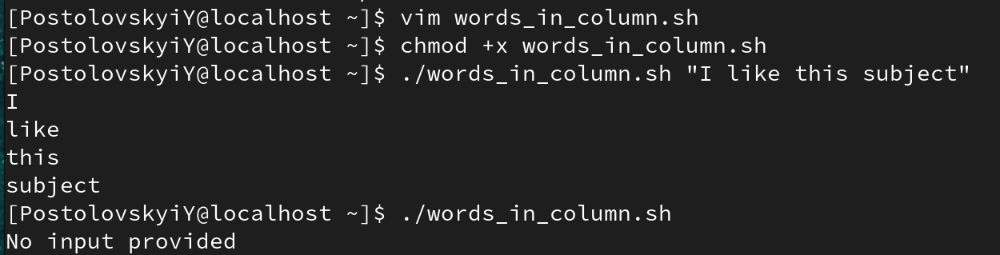 [PostolovskyiY@localhost ~]$ vim words_in_column.sh
[PostolovskyiY@localhost ~]$ chmod +x words_in_column.sh
[PostolovskyiY@localhost ~]$ ./words_in_column.sh "I like this subject"
I
like
this
subject
[PostolovskyiY@localhost ~]$ ./words_in_column.sh
No input provided